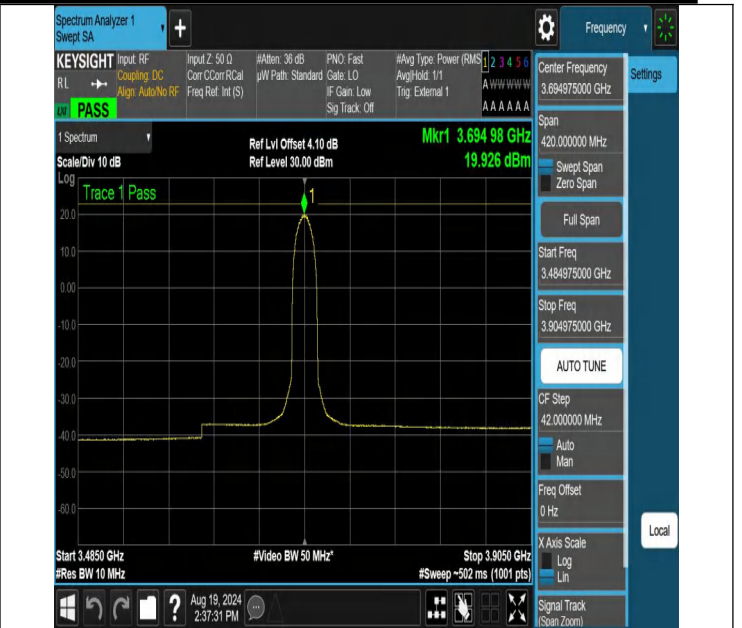 Spectrum Analyzer 1
Swept SA
+
Frequency
KEYSIGHT
RL
LXI
PASS
Input: RF
Coupling: DC
Align: Auto/No RF
Input Z: 50 Ω
Corr CCorr RCal
Freq Ref: Int (S)
#Atten: 36 dB
µW Path: Standard
PNO: Fast
Gate: LO
IF Gain: Low
Sig Track: Off
#Avg Type: Power (RMS
Avg|Hold: 1/1
Trig: External 1
1 2 3 4 5 6
A W W W W W
A A A A A A
1 Spectrum
Scale/Div 10 dB
Ref Lvl Offset 4.10 dB
Ref Level 30.00 dBm
Mkr1 3.694 98 GHz
19.926 dBm
Log
Trace 1 Pass
1
20.0
10.0
0.00
-10.0
-20.0
-30.0
-40.0
-50.0
-60.0
Start 3.4850 GHz
#Res BW 10 MHz
#Video BW 50 MHz*
Stop 3.9050 GHz
#Sweep ~502 ms (1001 pts)
Center Frequency
3.694975000 GHz
Settings
Span
420.000000 MHz
Swept Span
Zero Span
Full Span
Start Freq
3.484975000 GHz
Stop Freq
3.904975000 GHz
AUTO TUNE
CF Step
42.000000 MHz
Auto
Man
Freq Offset
0 Hz
X Axis Scale
Log
Lin
Local
Signal Track
(Span Zoom)
?
Aug 19, 2024
2:37:31 PM